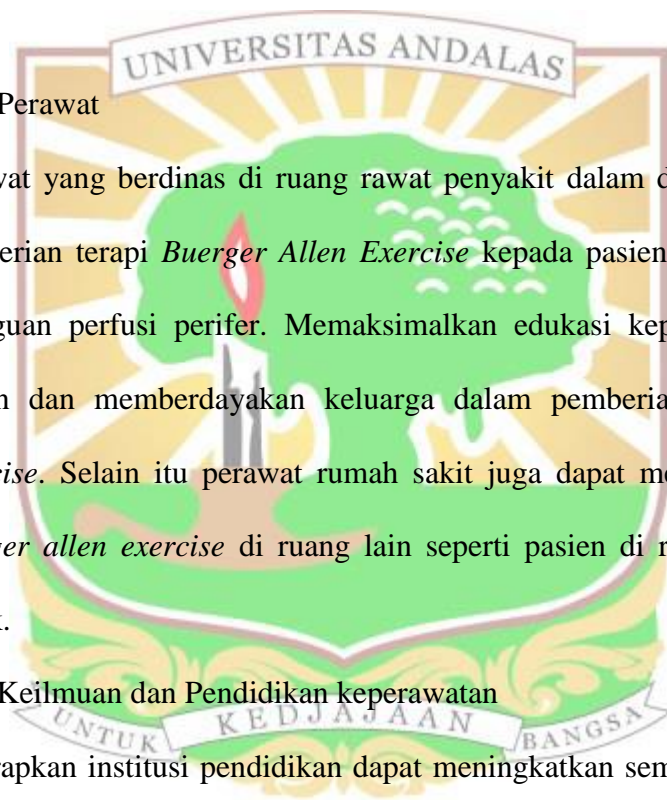 UNIVERSITAS ANDALAS
Perawat
wat yang berdinas di ruang rawat penyakit dalam d
erian terapi Buerger Allen Exercise kepada pasien
guan perfusi perifer. Memaksimalkan edukasi kep
n dan memberdayakan keluarga dalam pemberia
cise. Selain itu perawat rumah sakit juga dapat me
ger allen exercise di ruang lain seperti pasien di r
k.
Keilmuan dan Pendidikan keperawatan
UNTUK KEDJAJAAN BANGSA
rapkan institusi pendidikan dapat meningkatkan sem